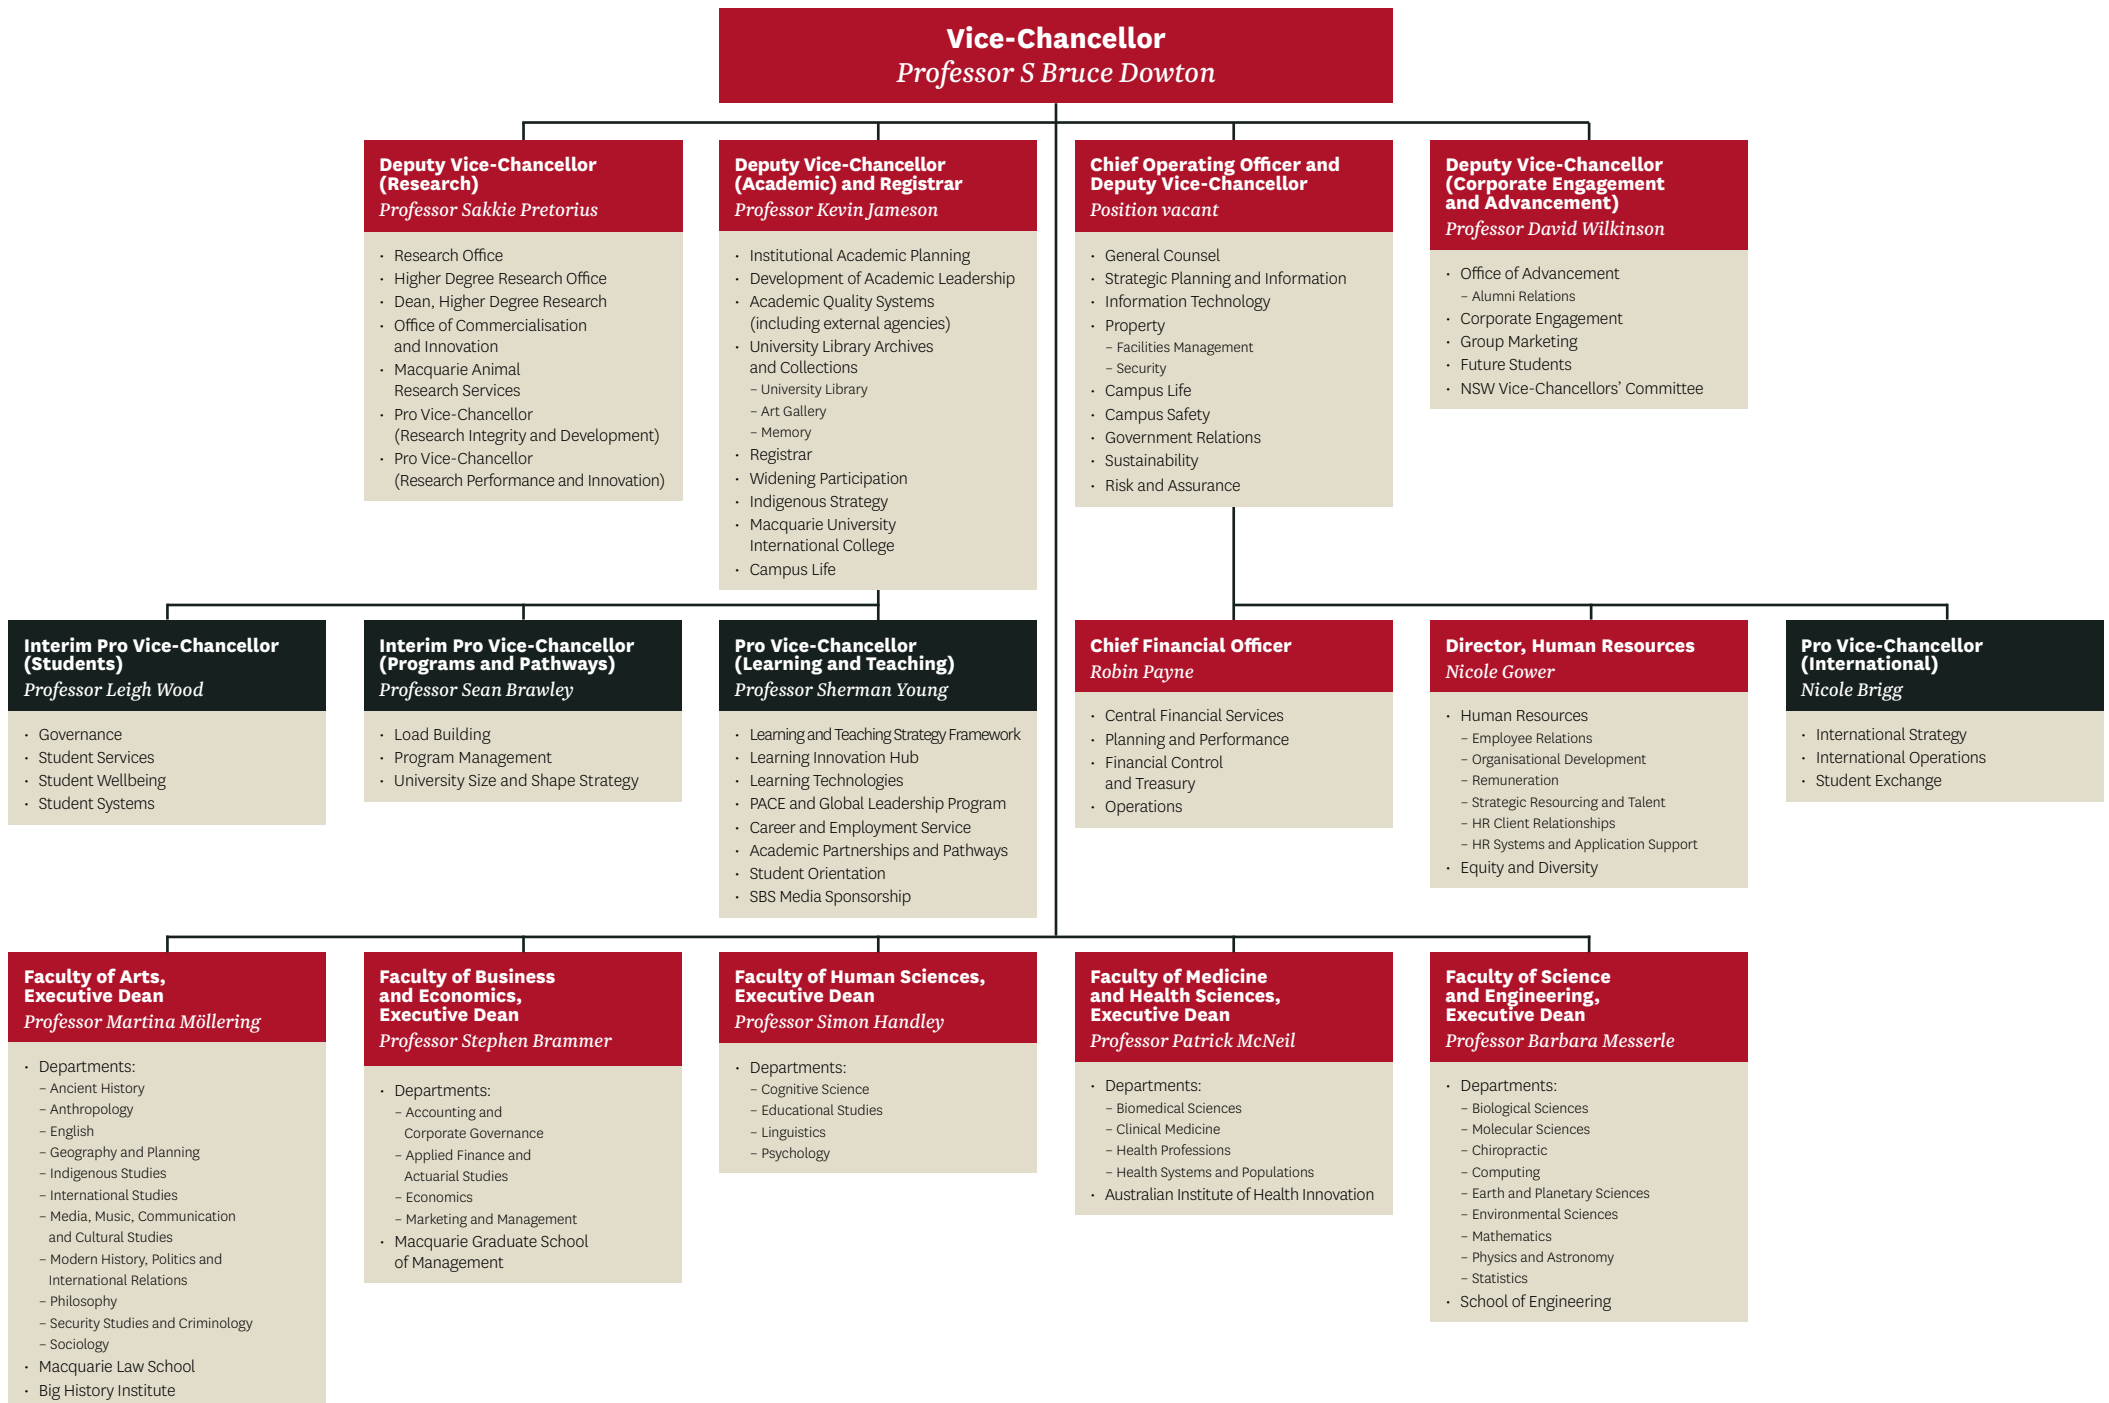 Vice-Chancellor
Professor S Bruce Dowton
Deputy Vice-Chancellor
(Research)
Professor Sakkie Pretorius
• Research Office
• Higher Degree Research Office
• Dean, Higher Degree Research
• Office of Commercialisation
and Innovation
• Macquarie Animal
Research Services
• Pro Vice-Chancellor
(Research Integrity and Development)
• Pro Vice-Chancellor
(Research Performance and Innovation)
Deputy Vice-Chancellor
(Academic) and Registrar
Professor Kevin Jameson
• Institutional Academic Planning
• Development of Academic Leadership
• Academic Quality Systems
(including external agencies)
• University Library Archives
and Collections
– University Library
– Art Gallery
– Memory
• Registrar
• Widening Participation
• Indigenous Strategy
• Macquarie University
International College
• Campus Life
Chief Operating Officer and
Deputy Vice-Chancellor
Position vacant
• General Counsel
• Strategic Planning and Information
• Information Technology
• Property
– Facilities Management
– Security
• Campus Life
• Campus Safety
• Government Relations
• Sustainability
• Risk and Assurance
Deputy Vice-Chancellor
(Corporate Engagement
and Advancement)
Professor David Wilkinson
• Office of Advancement
– Alumni Relations
• Corporate Engagement
• Group Marketing
• Future Students
• NSW Vice-Chancellors’ Committee
Interim Pro Vice-Chancellor
(Students)
Professor Leigh Wood
• Governance
• Student Services
• Student Wellbeing
• Student Systems
Interim Pro Vice-Chancellor
(Programs and Pathways)
Professor Sean Brawley
• Load Building
• Program Management
• University Size and Shape Strategy
Pro Vice-Chancellor
(Learning and Teaching)
Professor Sherman Young
• Learning and Teaching Strategy Framework
• Learning Innovation Hub
• Learning Technologies
• PACE and Global Leadership Program
• Career and Employment Service
• Academic Partnerships and Pathways
• Student Orientation
• SBS Media Sponsorship
Chief Financial Officer
Robin Payne
• Central Financial Services
• Planning and Performance
• Financial Control
and Treasury
• Operations
Director, Human Resources
Nicole Gower
• Human Resources
– Employee Relations
– Organisational Development
– Remuneration
– Strategic Resourcing and Talent
– HR Client Relationships
– HR Systems and Application Support
• Equity and Diversity
Pro Vice-Chancellor
(International)
Nicole Brigg
• International Strategy
• International Operations
• Student Exchange
Faculty of Arts,
Executive Dean
Professor Martina Möllering
• Departments:
– Ancient History
– Anthropology
– English
– Geography and Planning
– Indigenous Studies
– International Studies
– Media, Music, Communication
and Cultural Studies
– Modern History, Politics and
International Relations
– Philosophy
– Security Studies and Criminology
– Sociology
• Macquarie Law School
• Big History Institute
Faculty of Business
and Economics,
Executive Dean
Professor Stephen Brammer
• Departments:
– Accounting and
Corporate Governance
– Applied Finance and
Actuarial Studies
– Economics
– Marketing and Management
• Macquarie Graduate School
of Management
Faculty of Human Sciences,
Executive Dean
Professor Simon Handley
• Departments:
– Cognitive Science
– Educational Studies
– Linguistics
– Psychology
Faculty of Medicine
and Health Sciences,
Executive Dean
Professor Patrick McNeil
• Departments:
– Biomedical Sciences
– Clinical Medicine
– Health Professions
– Health Systems and Populations
• Australian Institute of Health Innovation
Faculty of Science
and Engineering,
Executive Dean
Professor Barbara Messerle
• Departments:
– Biological Sciences
– Molecular Sciences
– Chiropractic
– Computing
– Earth and Planetary Sciences
– Environmental Sciences
– Mathematics
– Physics and Astronomy
– Statistics
• School of Engineering